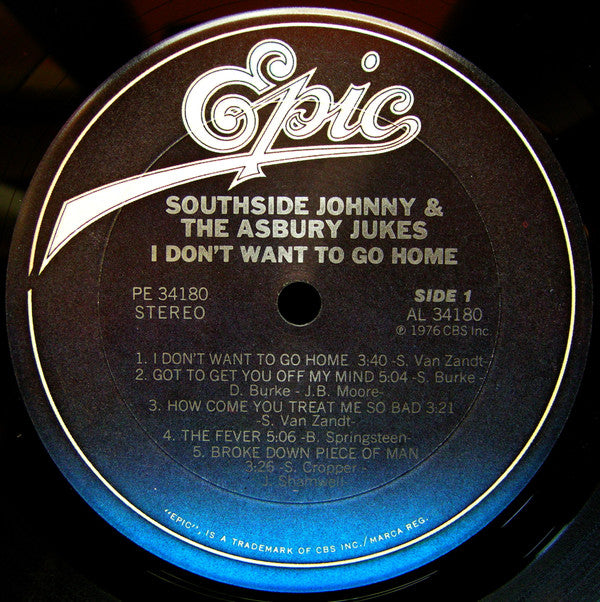 Epic
SOUTHSIDE JOHNNY &
THE ASBURY JUKES
I DON'T WANT TO GO HOME
PE 34180
STEREO
SIDE 1
AL 34180
℗ 1976 CBS Inc.
1. I DON'T WANT TO GO HOME 3:40 -S. Van Zandt-
2. GOT TO GET YOU OFF MY MIND 5:04 -S. Burke -
D. Burke - J.B. Moore-
3. HOW COME YOU TREAT ME SO BAD 3:21
-S. Van Zandt-
4. THE FEVER 5:06 -B. Springsteen-
5. BROKE DOWN PIECE OF MAN
3:26 -S. Cropper -
J. Shamwell-
"EPIC", IS A TRADEMARK OF CBS INC./MARCA REG.